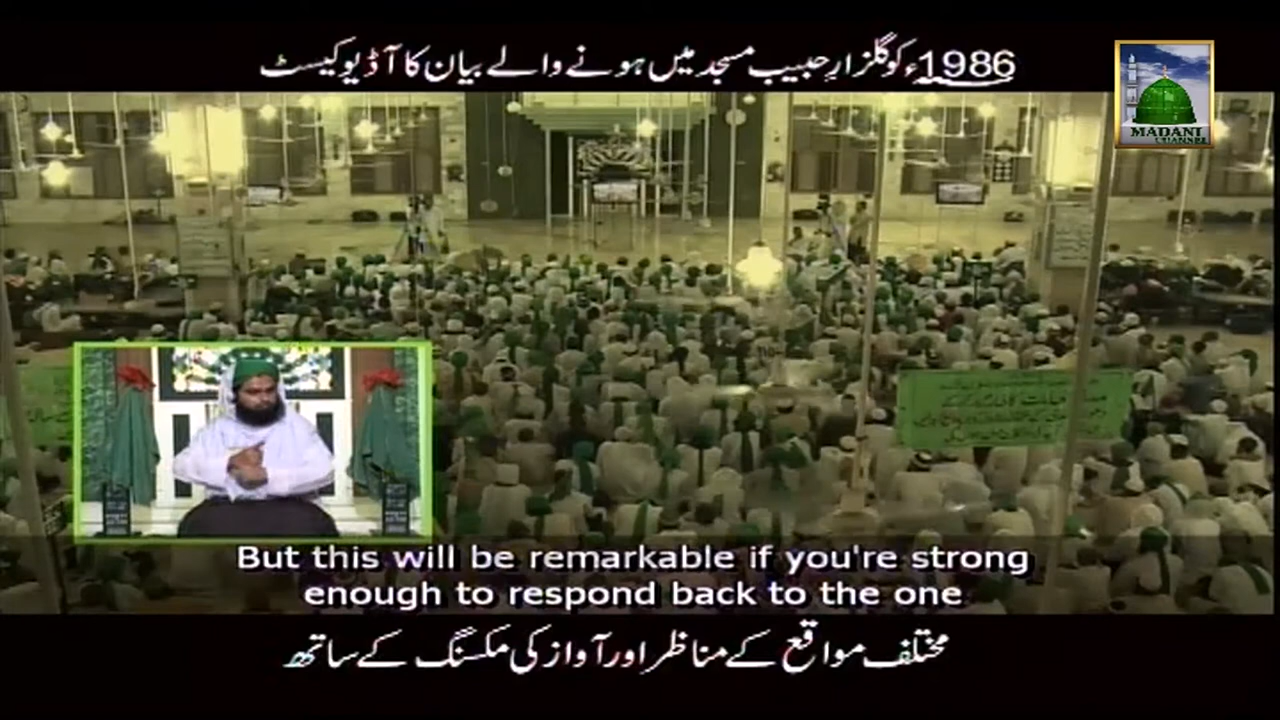 1986ء کو گلزارِ حبیب مسجد میں ہونے والے بیان کا آڈیو کیسٹ
MADANI
CHANNEL
But this will be remarkable if you're strong
enough to respond back to the one
مختلف مواقع کے مناظر اور آواز کی مکسنگ کے ساتھ